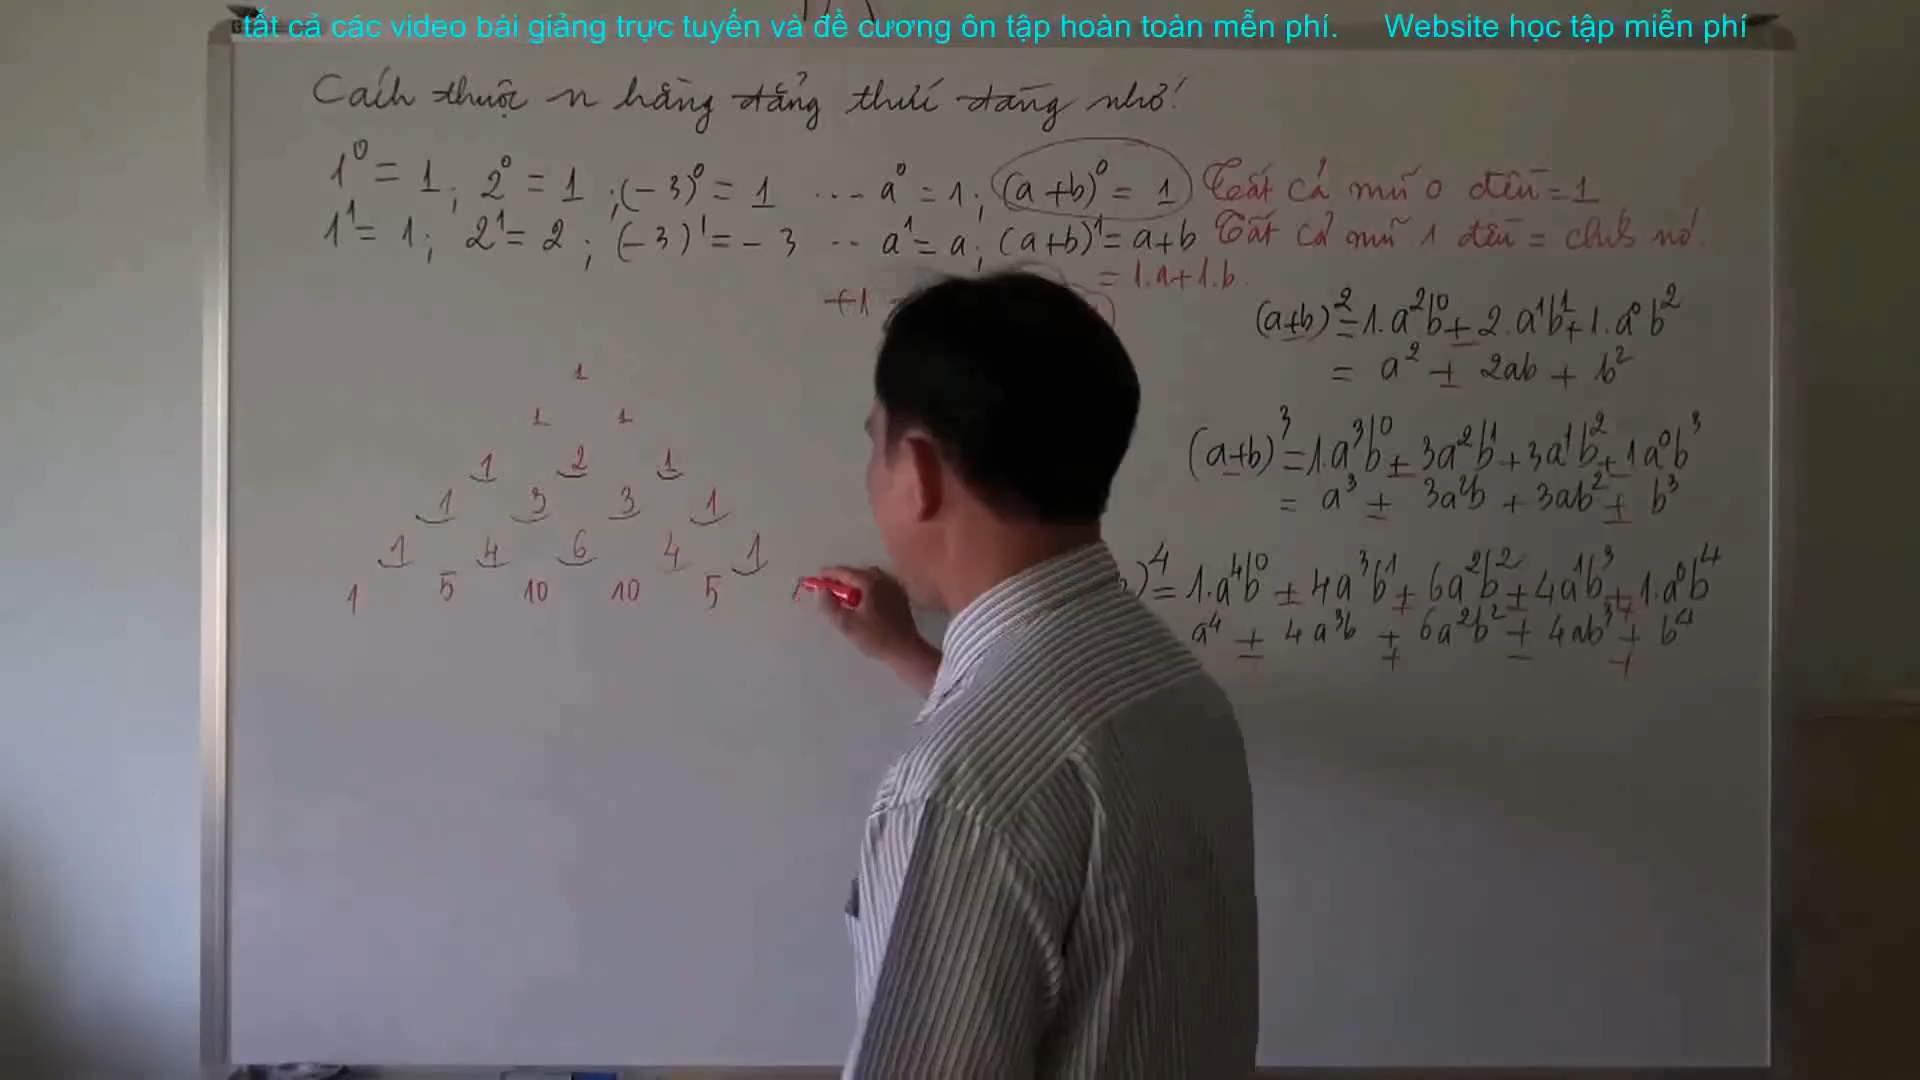 tất cả các video bài giảng trực tuyến và đề cương ôn tập hoàn toàn mễn phí. Website học tập miễn phí
Cách thuộc n hằng đẳng thức đáng nhớ!
1⁰ = 1; 2⁰ = 1; (-3)⁰ = 1 ... a⁰ = 1; (a+b)⁰ = 1 Tất cả mũ 0 đều = 1
1¹ = 1; 2¹ = 2; (-3)¹ = -3 .. a¹ = a; (a+b)¹ = a+b Tất cả mũ 1 đều = chính nó.
= 1.a+1.b.
+1
(a+b)² = 1.a²b⁰ + 2.a¹b¹ + 1.a⁰b²
= a² + 2ab + b²
(a+b)³ = 1.a³b⁰ + 3a²b¹ + 3a¹b² + 1a⁰b³
= a³ + 3a²b + 3ab² + b³
)⁴ = 1.a⁴b⁰ + 4a³b¹ + 6a²b² + 4a¹b³ + 1.a⁰b⁴
a⁴ + 4a³b + 6a²b² + 4ab³ + b⁴
1
1 1
1 2 1
1 3 3 1
1 4 6 4 1
1 5 10 10 5